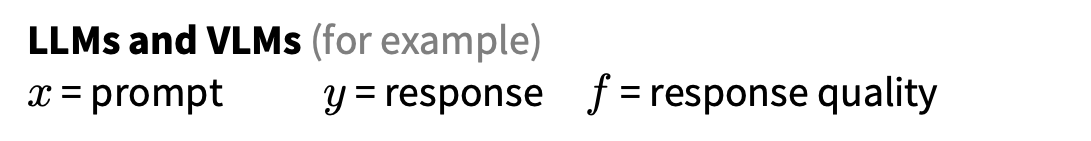 LLMs and VLMs (for example)
x = prompt y = response f = response quality